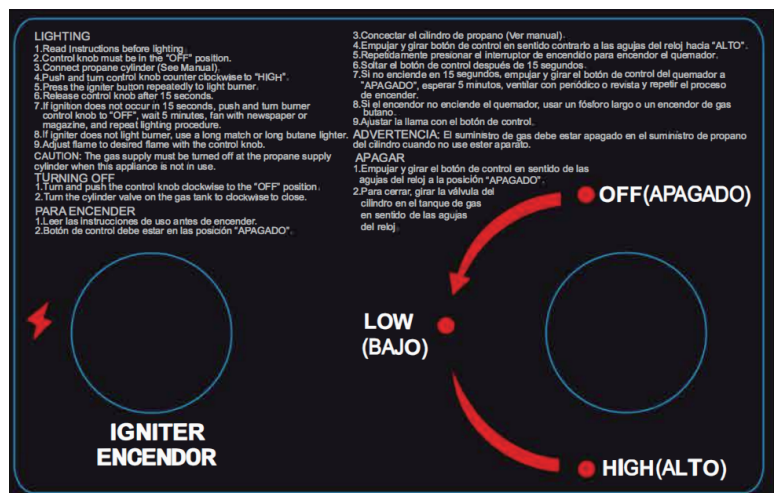 LIGHTING
1.Read Instructions before lighting.
2.Control knob must be in the "OFF" position.
3.Connect propane cylinder (See Manual).
4.Push and turn control knob counter clockwise to "HIGH".
5.Press the igniter button repeatedly to light burner.
6.Release control knob after 15 seconds.
7.If ignition does not occur in 15 seconds, push and turn burner
control knob to "OFF", wait 5 minutes, fan with newspaper or
magazine, and repeat lighting procedure.
8.If igniter does not light burner, use a long match or long butane lighter.
9.Adjust flame to desired flame with the control knob.
CAUTION: The gas supply must be turned off at the propane supply
cylinder when this appliance is not in use.
TURNING OFF
1.Turn and push the control knob clockwise to the "OFF" position.
2.Turn the cylinder valve on the gas tank to clockwise to close.
PARA ENCENDER
1.Leer las instrucciones de uso antes de encender.
2.Botón de control debe estar en las posición "APAGADO".
3.Concectar el cilindro de propano (Ver manual).
4.Empujar y girar botón de control en sentido contrarlo a las agujas del reloj hacia "ALTO".
5.Repetidamente presionar el interruptor de encendido para encender el quemador.
6.Soltar el botón de control después de 15 segundos.
7.Si no enciende en 15 segundos, empujar y girar el botón de control del quemador a
"APAGADO", esperar 5 minutos, ventilar con periódico o revista y repetir el proceso
de encender.
8.Si el encendor no enciende el quemador, usar un fósforo largo o un encendor de gas
butano.
9.Ajustar la llama con el botón de control.
ADVERTENCIA: El suministro de gas debe estar apagado en el suministro de propano
del cilindro cuando no use ester aparato.
APAGAR
1.Empujar y girar el botón de control en sentido de las
agujas del reloj a la posición "APAGADO".
2.Para cerrar, girar la válvula del
cilindro en el tanque de gas
en sentido de las agujas
del reloj.
OFF(APAGADO)
LOW
(BAJO)
HIGH(ALTO)
IGNITER
ENCENDOR